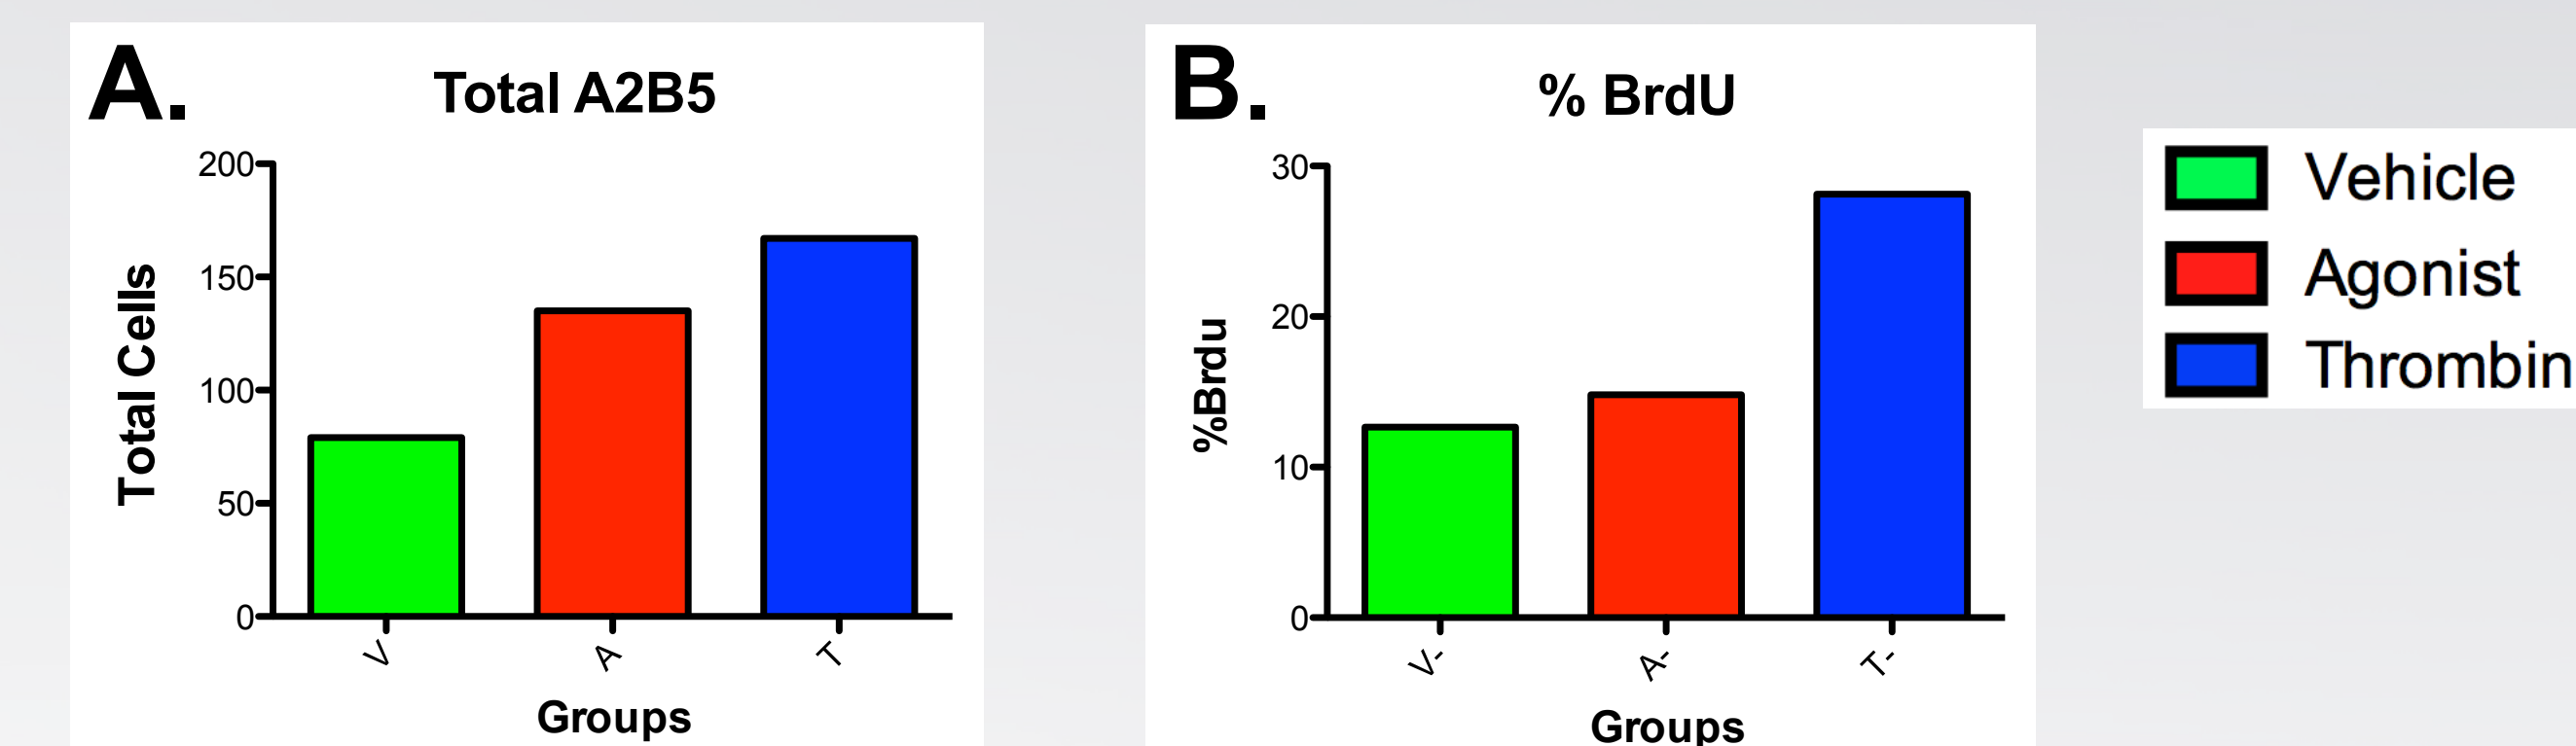 A.
Total A2B5
Total Cells
200
150
100
50
0
V
A
T
Groups
B.
% BrdU
%Brdu
30
20
10
0
V-
A-
T-
Groups
Vehicle
Agonist
Thrombin